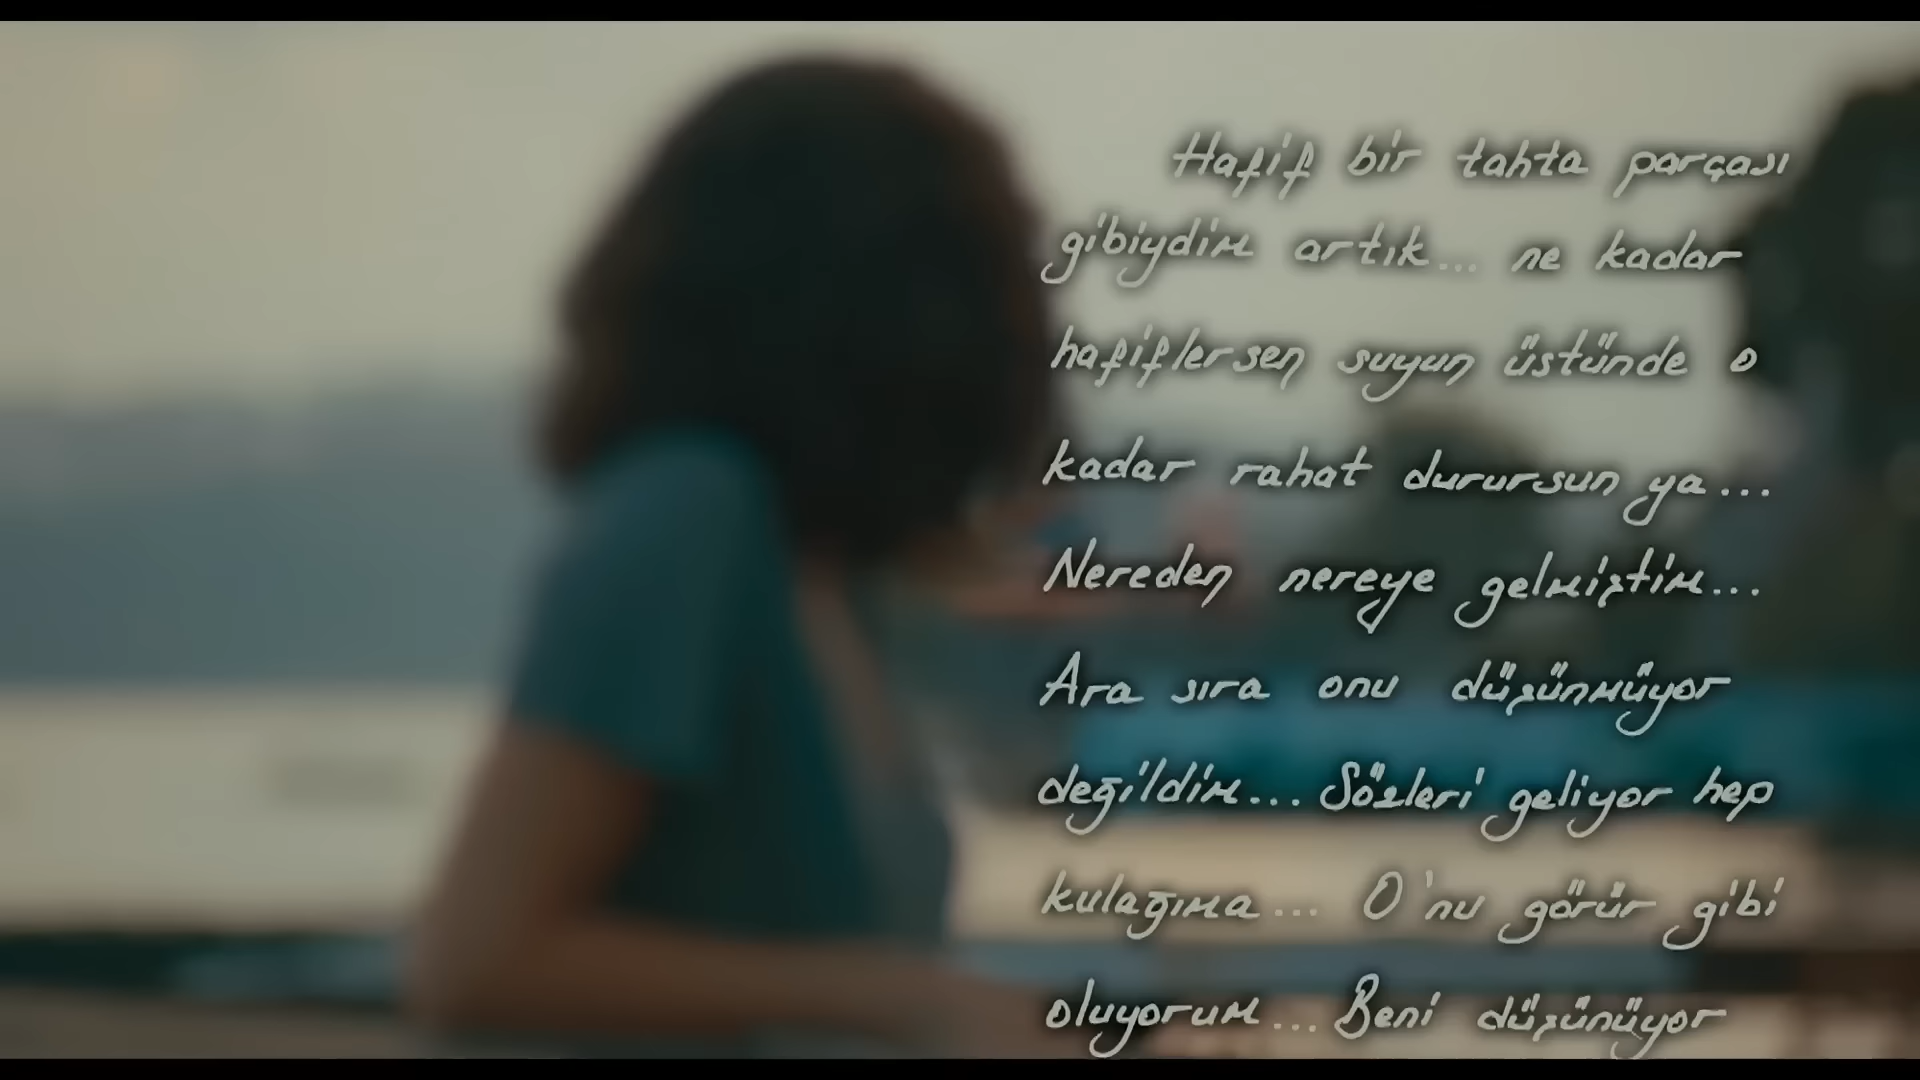 Hafif bir tahta parçası
gibiydim artık... ne kadar
hafiflersen suyun üstünde o
kadar rahat durursun ya...
Nereden nereye gelmiştim...
Ara sıra onu düşünmüyor
değildim... Sözleri geliyor hep
kulağıma... O'nu görür gibi
oluyorum... Beni düşünüyor